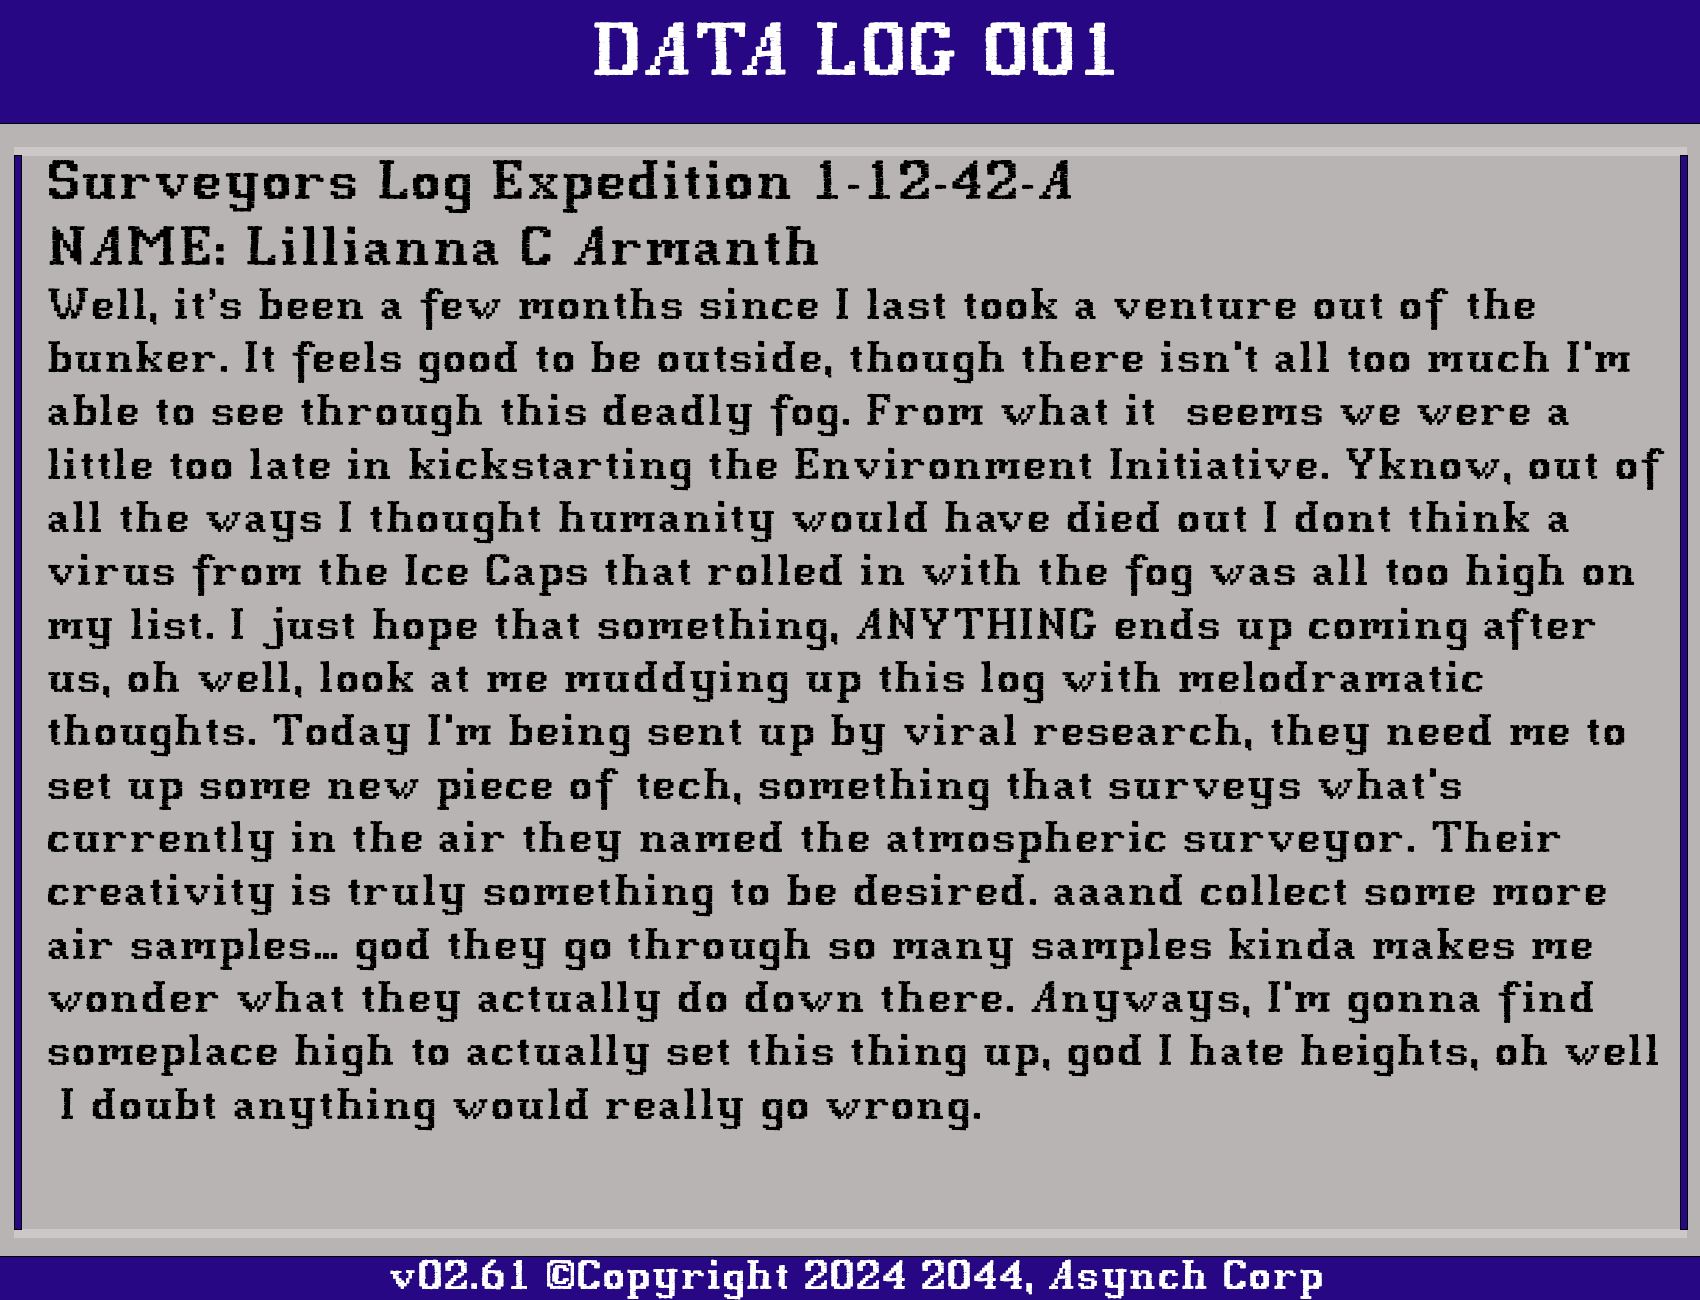 DATA LOG 001
Surveyors Log Expedition 1-12-42-A
NAME: Lillianna C Armanth
Well, it's been a few months since I last took a venture out of the
bunker. It feels good to be outside, though there isn't all too much I'm
able to see through this deadly fog. From what it  seems we were a
little too late in kickstarting the Environment Initiative. Yknow, out of
all the ways I thought humanity would have died out I dont think a
virus from the Ice Caps that rolled in with the fog was all too high on
my list. I just hope that something, ANYTHING ends up coming after
us, oh well, look at me muddying up this log with melodramatic
thoughts. Today I'm being sent up by viral research, they need me to
set up some new piece of tech, something that surveys what's
currently in the air they named the atmospheric surveyor. Their
creativity is truly something to be desired. aaand collect some more
air samples... god they go through so many samples kinda makes me
wonder what they actually do down there. Anyways, I'm gonna find
someplace high to actually set this thing up, god I hate heights, oh well
I doubt anything would really go wrong.
v02.61 ©Copyright 2024 2044, Asynch Corp